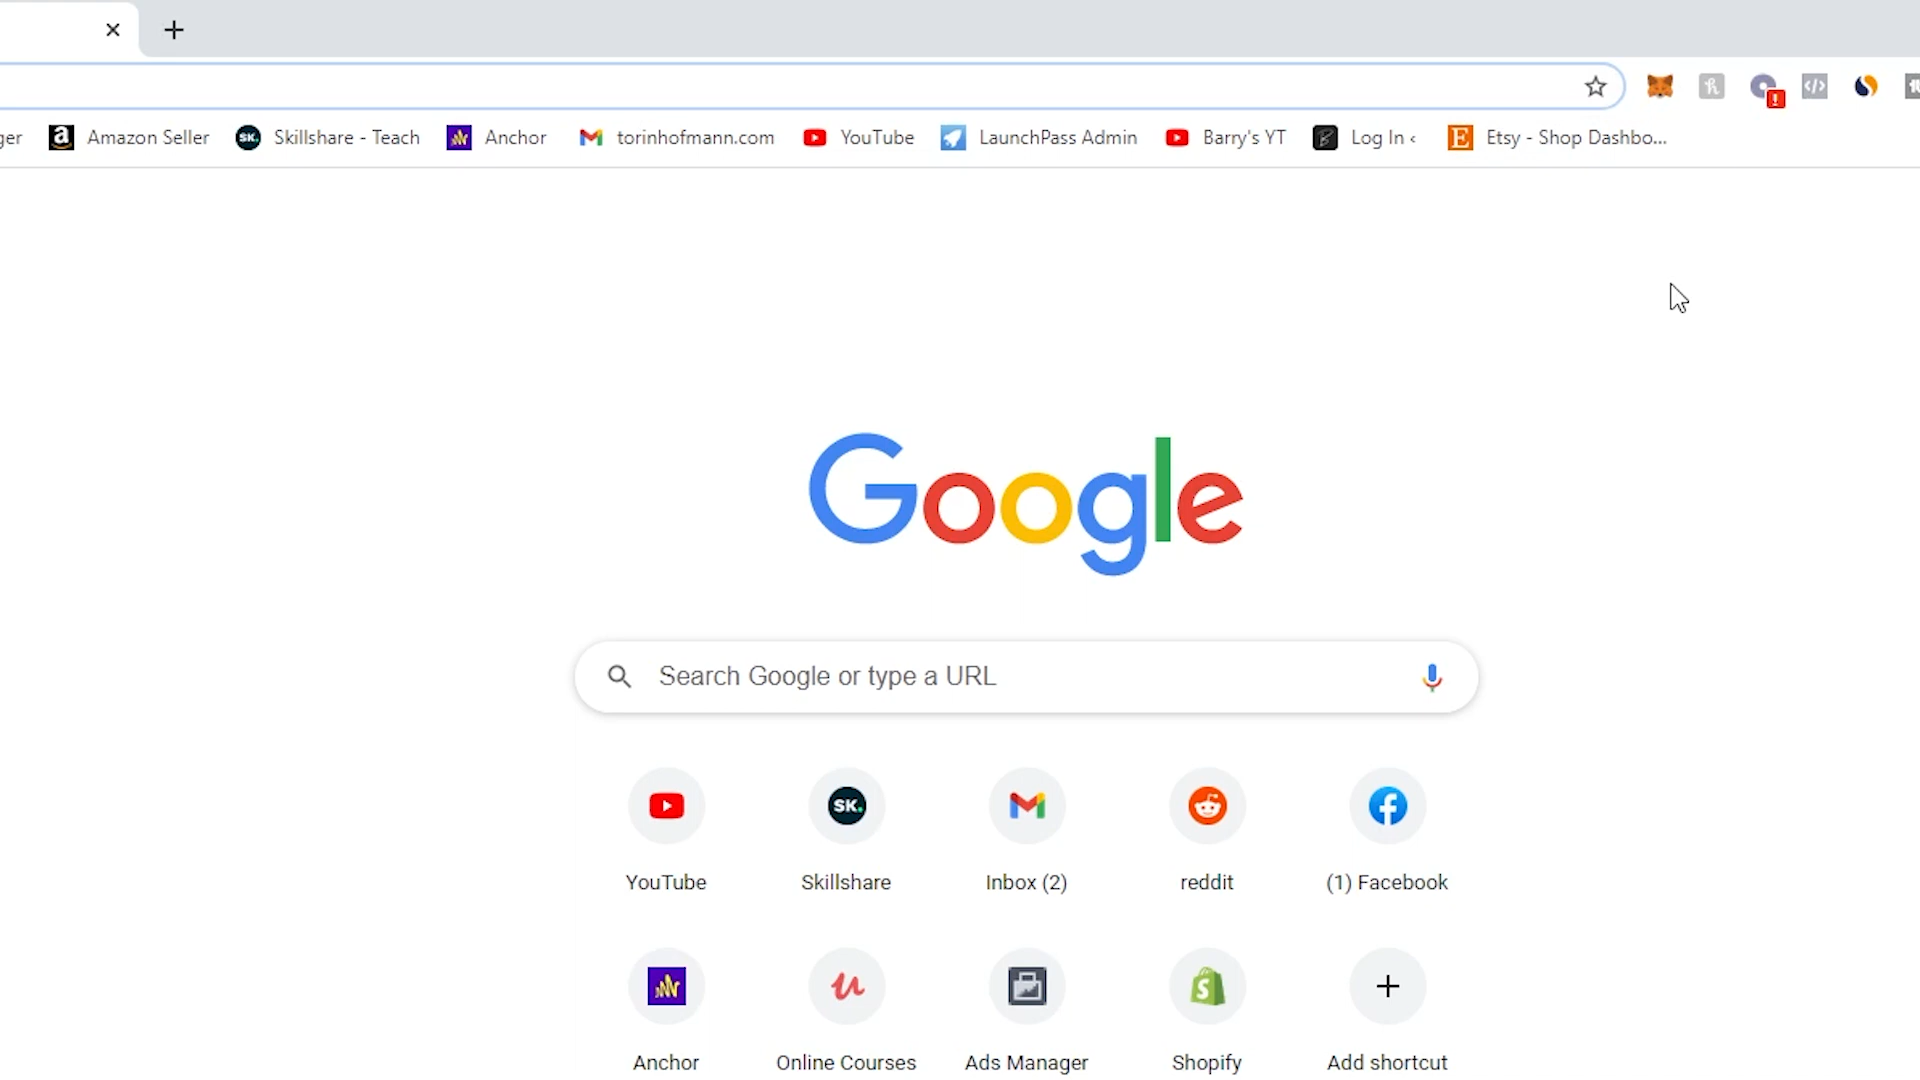 ger Amazon Seller Skillshare - Teach Anchor torinhofmann.com YouTube LaunchPass Admin Barry's YT Log In ‹ Etsy - Shop Dashbo...
Google
Search Google or type a URL
YouTube Skillshare Inbox (2) reddit (1) Facebook
Anchor Online Courses Ads Manager Shopify Add shortcut